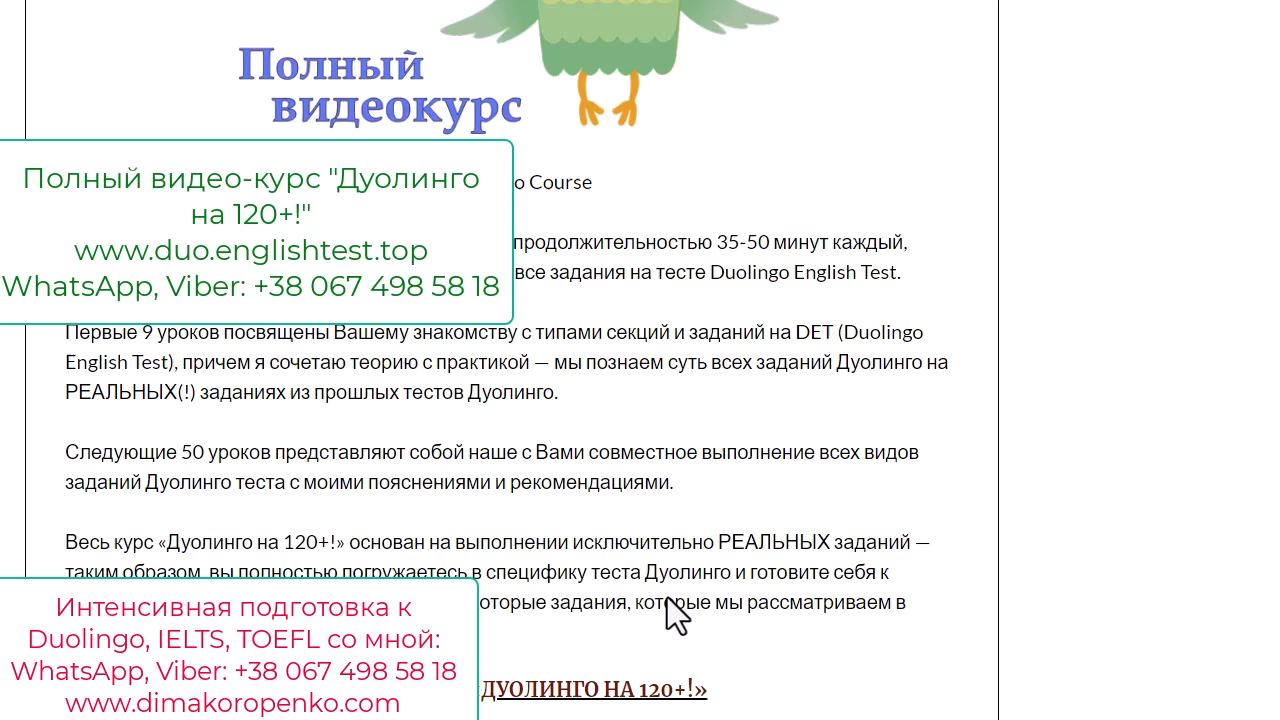 Полный
видеокурс
Полный видео-курс "Дуолинго
на 120+!"
www.duo.englishtest.top
WhatsApp, Viber: +38 067 498 58 18
o Course
продолжительностью 35-50 минут каждый,
все задания на тесте Duolingo English Test.
Первые 9 уроков посвящены Вашему знакомству с типами секций и заданий на DET (Duolingo
English Test), причем я сочетаю теорию с практикой — мы познаем суть всех заданий Дуолинго на
РЕАЛЬНЫХ(!) заданиях из прошлых тестов Дуолинго.
Следующие 50 уроков представляют собой наше с Вами совместное выполнение всех видов
заданий Дуолинго теста с моими пояснениями и рекомендациями.
Весь курс «Дуолинго на 120+!» основан на выполнении исключительно РЕАЛЬНЫХ заданий —
таким образом, вы полностью погружаетесь в специфику теста Дуолинго и готовите себя к
оторые задания, которые мы рассматриваем в
Интенсивная подготовка к
Duolingo, IELTS, TOEFL со мной:
WhatsApp, Viber: +38 067 498 58 18
www.dimakoropenko.com
ДУОЛИНГО НА 120+!»